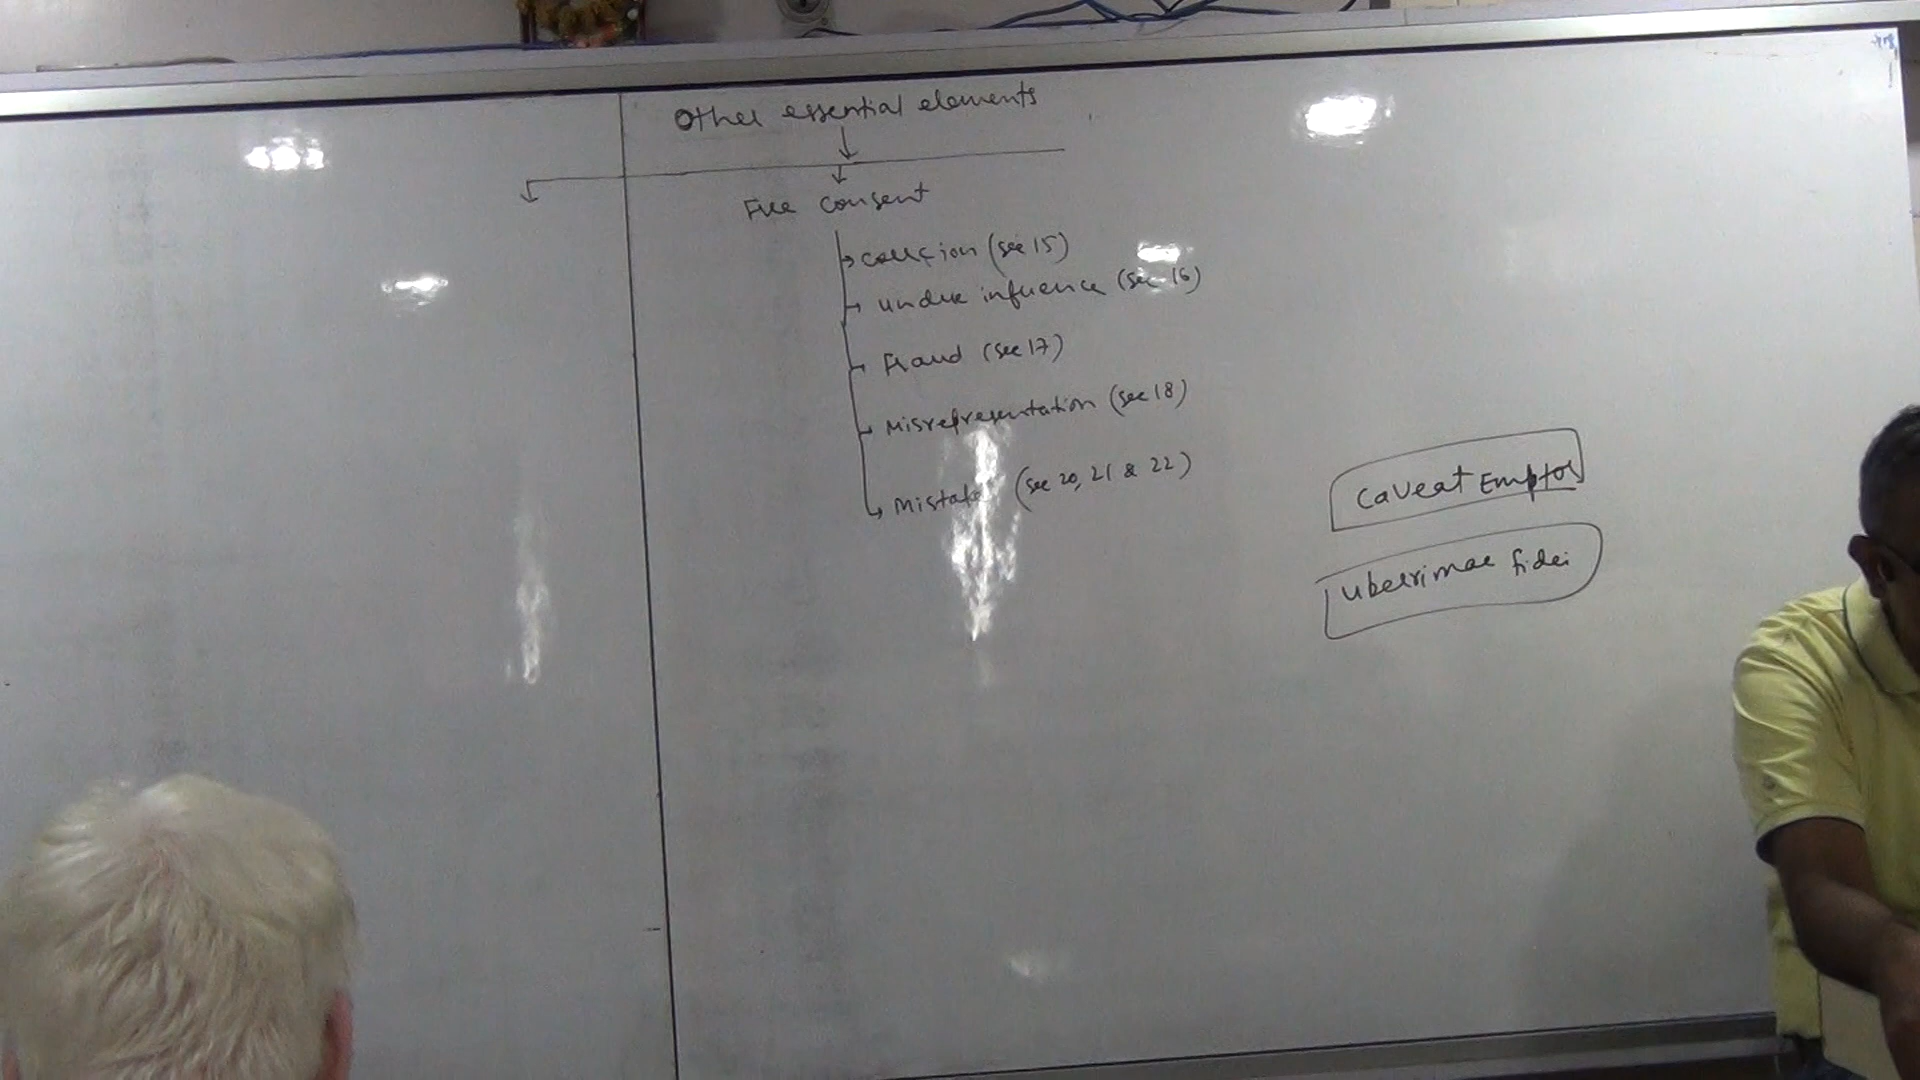 Other essential elements
Free consent
coercion (sec 15)
undue influence (sec 16)
Fraud (sec 17)
Misrepresentation (sec 18)
Mistake (sec 20, 21 & 22)
Caveat Emptor
uberrimae fidei